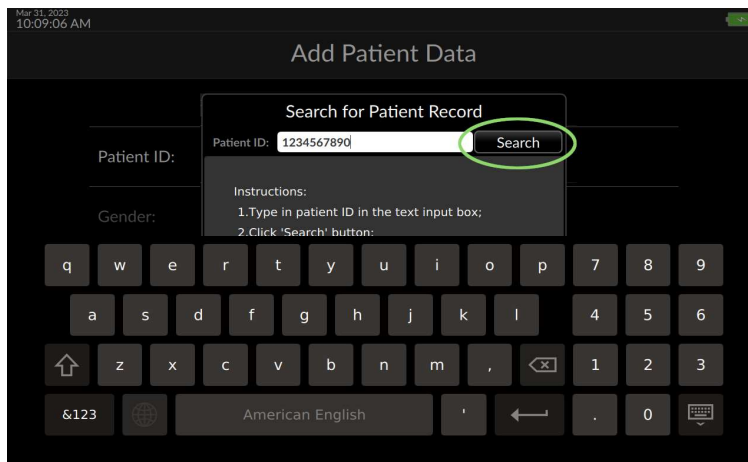 Mar 31, 2023
10:09:06 AM
Add Patient Data
Search for Patient Record
Patient ID: 1234567890 Search
Patient ID:
Instructions:
1.Type in patient ID in the text input box;
Gender:
2.Click 'Search' button;
q w e r t y u i o p 7 8 9
a s d f g h j k l 4 5 6
z x c v b n m , 1 2 3
&123 American English ' . 0